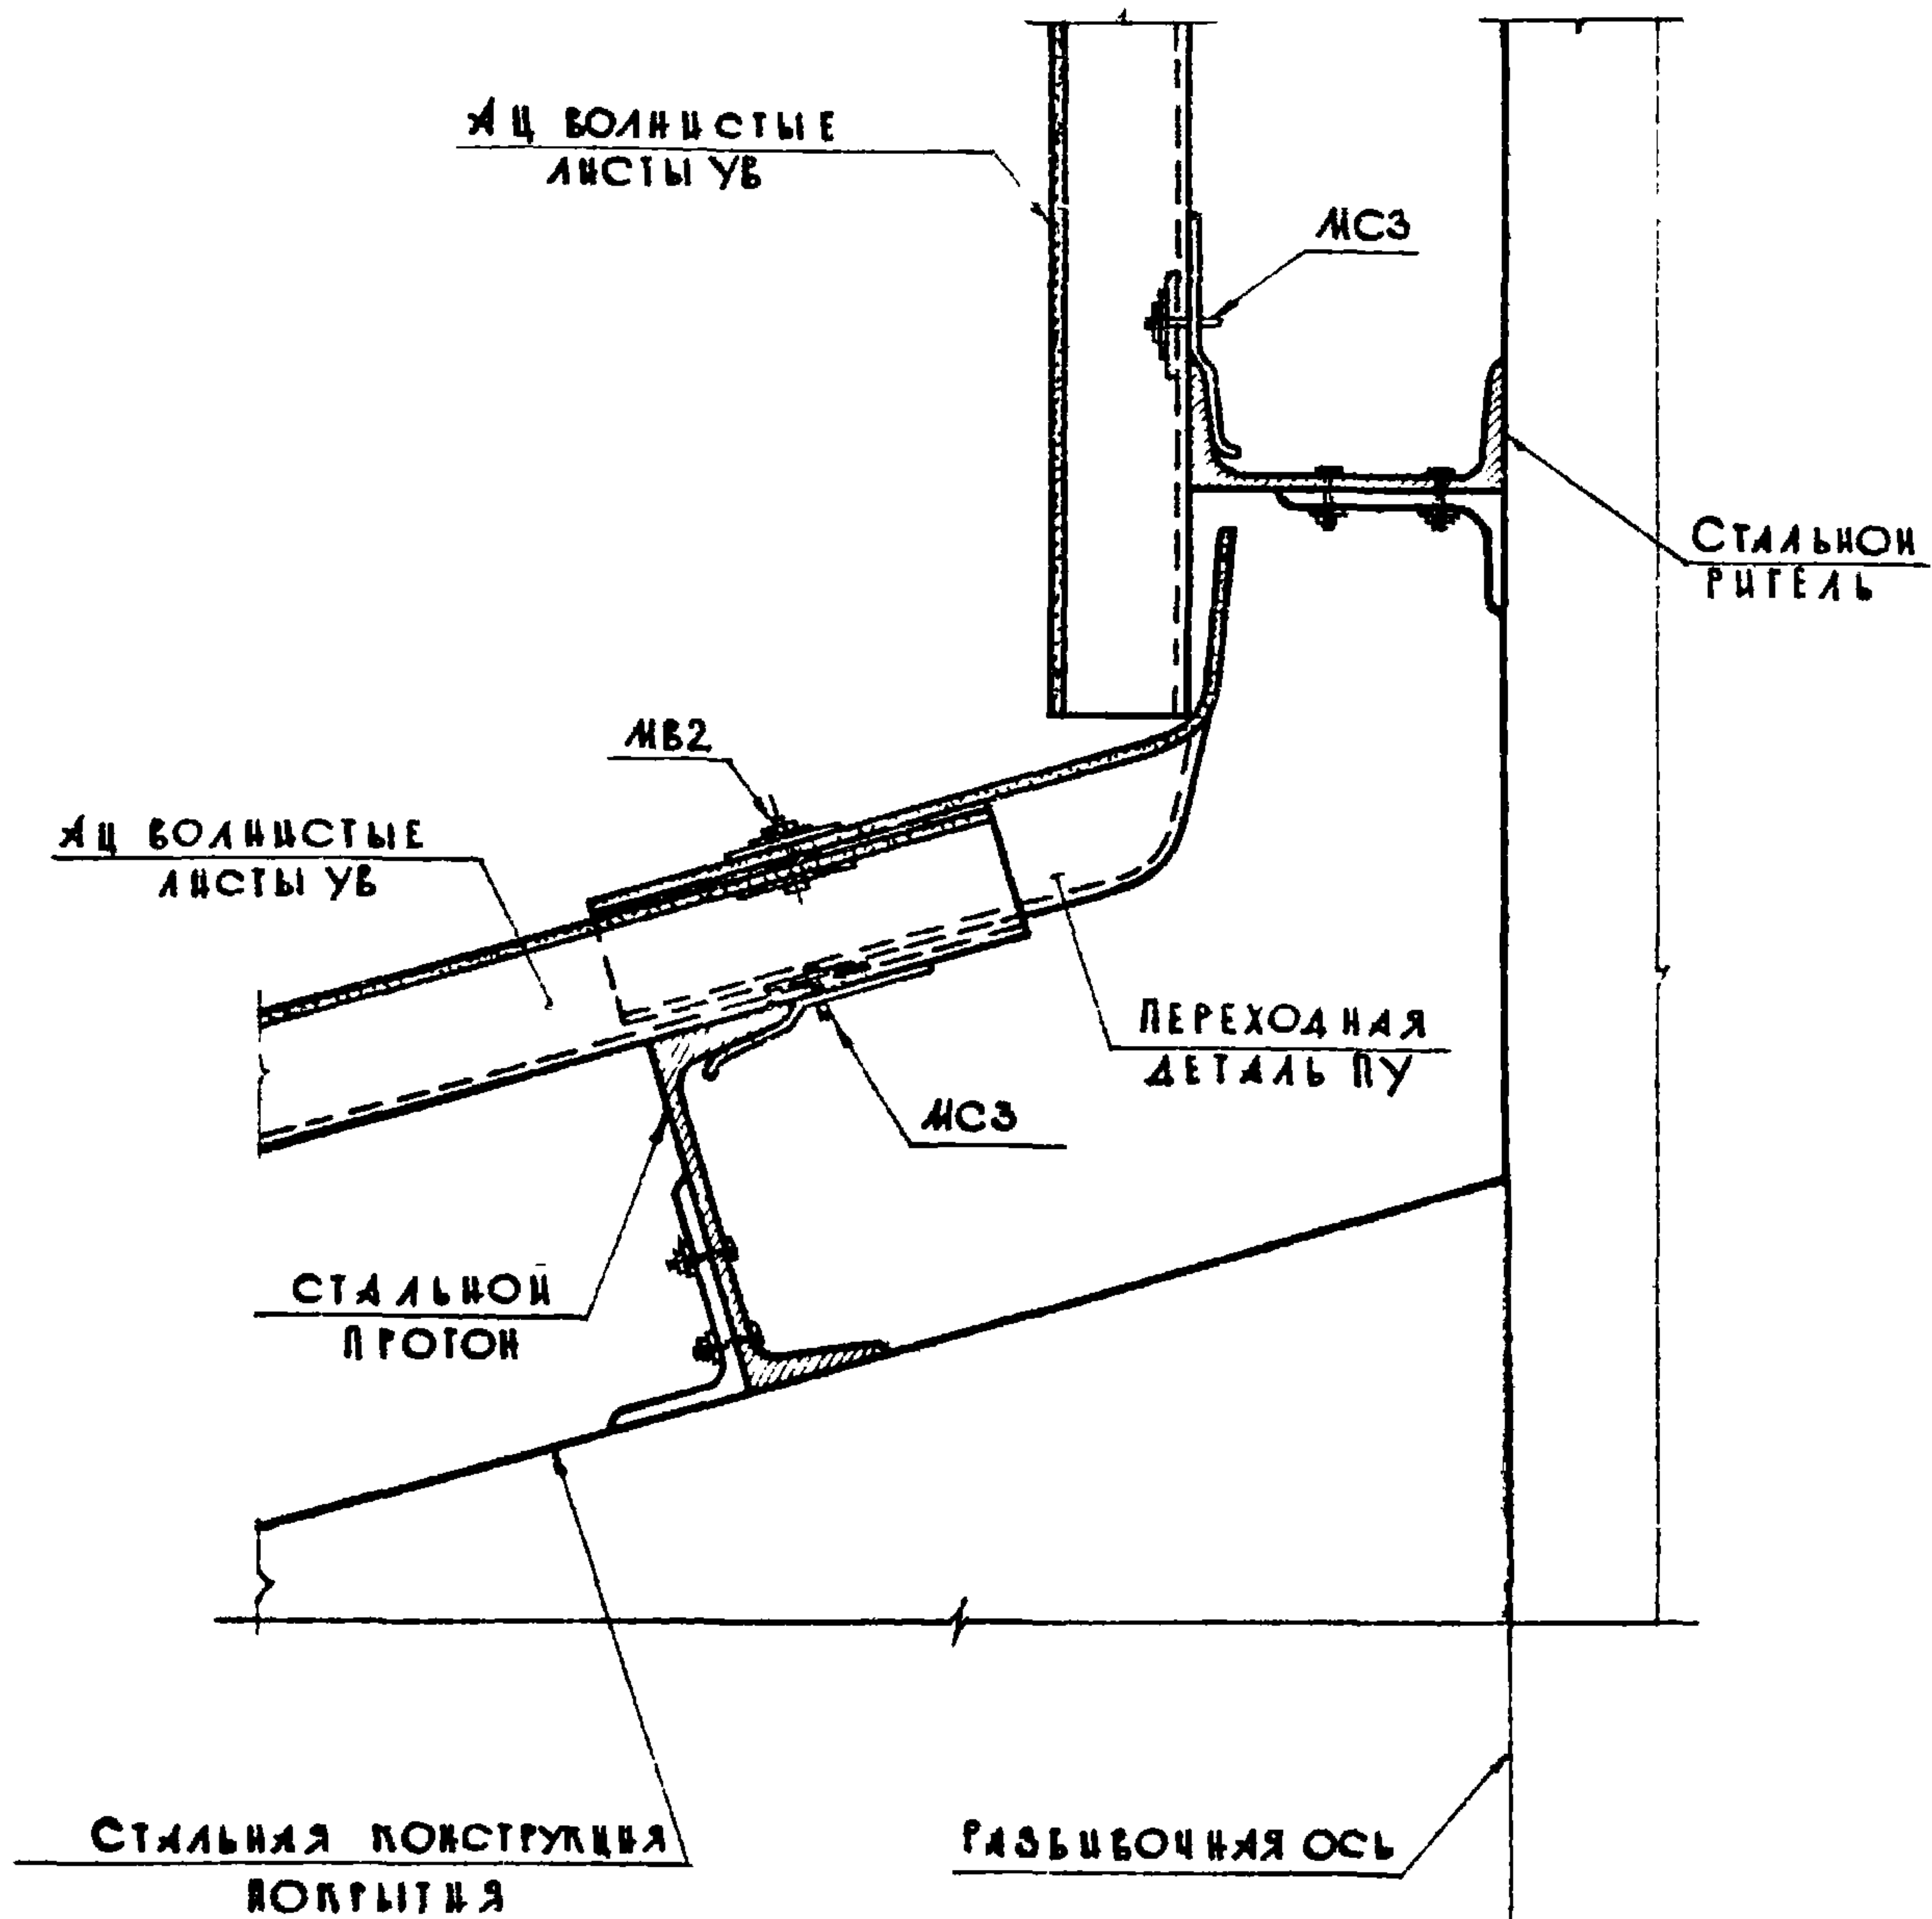 АЦ ВОЛНИСТЫЕ
ЛИСТЫ УВ
МС3
СТАЛЬНОЙ
РИГЕЛЬ
МВ2
АЦ ВОЛНИСТЫЕ
ЛИСТЫ УВ
ПЕРЕХОДНАЯ
ДЕТАЛЬ ПУ
МС3
СТАЛЬНОЙ
ПРОГОН
СТАЛЬНАЯ КОНСТРУКЦИЯ
ПОКРЫТИЯ
РАЗБИВОЧНАЯ ОСЬ